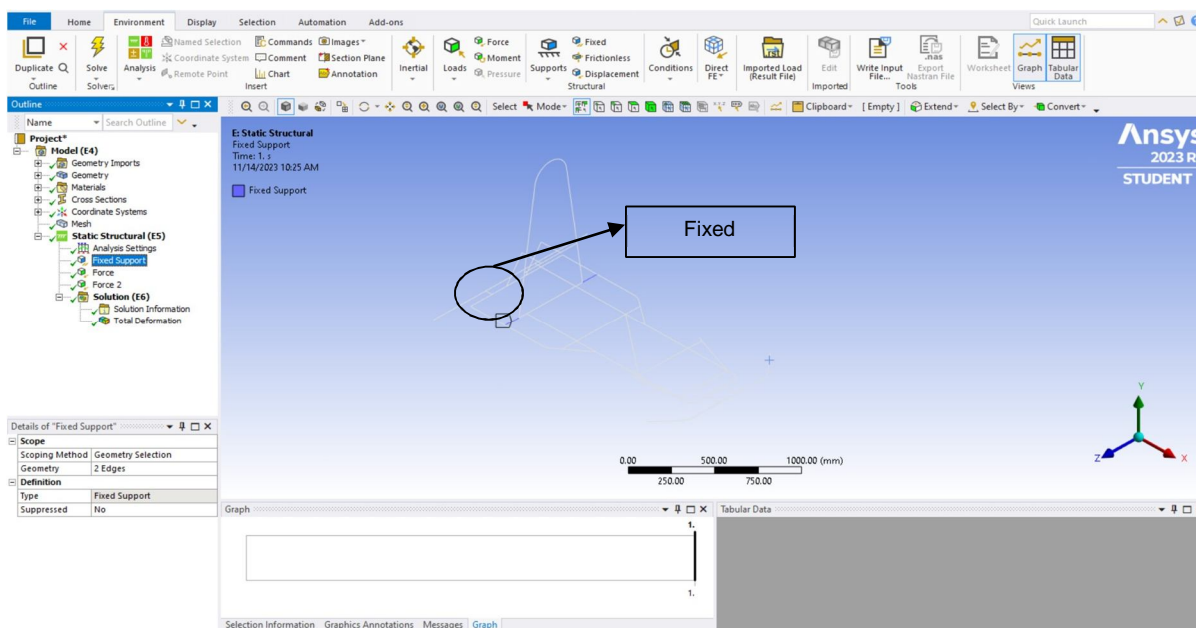 File Home Environment Display Selection Automation Add-ons Quick Launch
Duplicate Q Solve Analysis Named Selection Coordinate System Remote Point Commands Comment Chart Images Section Plane Annotation Inertial Loads Force Moment Pressure Supports Fixed Frictionless Displacement Conditions Direct FE Imported Load (Result File) Edit Write Input File... Export Nastran File .nas Worksheet Graph Tabular Data
Outline Solver Insert Structural Imported Tools Views
Outline
Select Mode Clipboard [ Empty ] Extend Select By Convert
Name Search Outline
Project*
Model (E4)
Geometry Imports
Geometry
Materials
Cross Sections
Coordinate Systems
Mesh
Static Structural (E5)
Analysis Settings
Fixed Support
Force
Force 2
Solution (E6)
Solution Information
Total Deformation
E: Static Structural
Fixed Support
Time: 1. s
11/14/2023 10:25 AM
Fixed Support
Fixed
Ansys
2023 R
STUDENT
Y
Z X
0.00 500.00 1000.00 (mm)
250.00 750.00
Details of "Fixed Support"
Scope
Scoping Method Geometry Selection
Geometry 2 Edges
Definition
Type Fixed Support
Suppressed No
Graph
1.
1.
Tabular Data
Selection Information Graphics Annotations Messages Graph